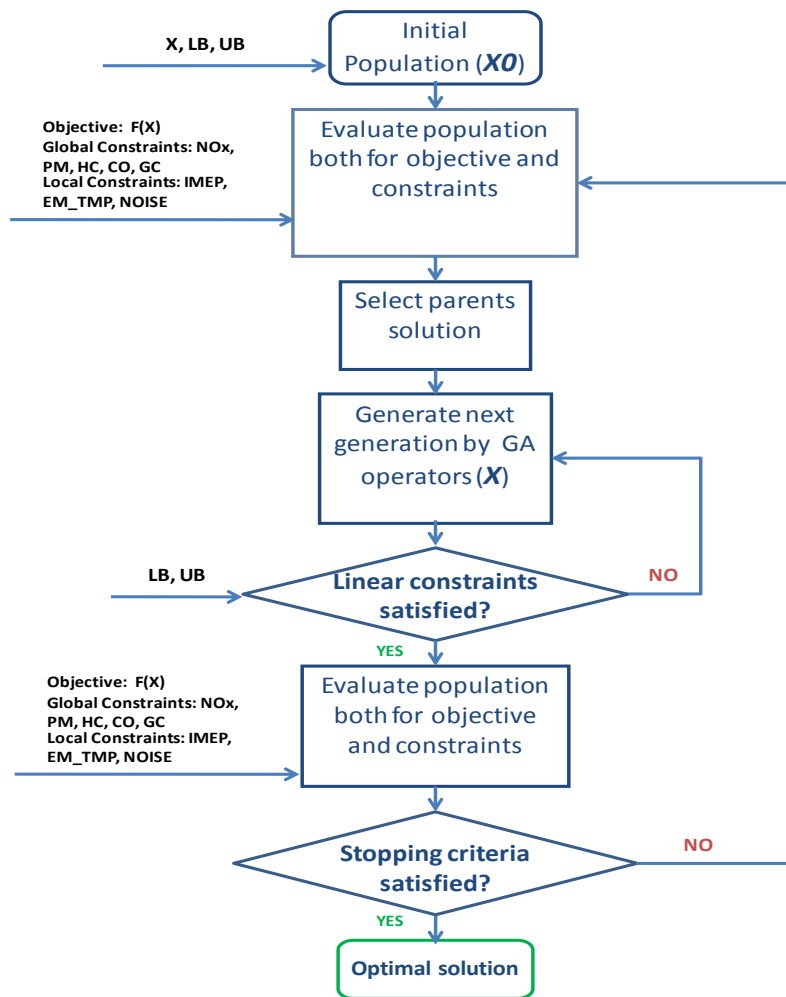 Initial
Population (X0)
X, LB, UB
Evaluate population
both for objective and
constraints
Objective: F(X)
Global Constraints: NOx,
PM, HC, CO, GC
Local Constraints: IMEP,
EM_TMP, NOISE
Select parents
solution
Generate next
generation by GA
operators (X)
LB, UB
Linear constraints
satisfied?
NO
YES
Objective: F(X)
Global Constraints: NOx,
PM, HC, CO, GC
Local Constraints: IMEP,
EM_TMP, NOISE
Evaluate population
both for objective
and constraints
Stopping criteria
satisfied?
NO
YES
Optimal solution